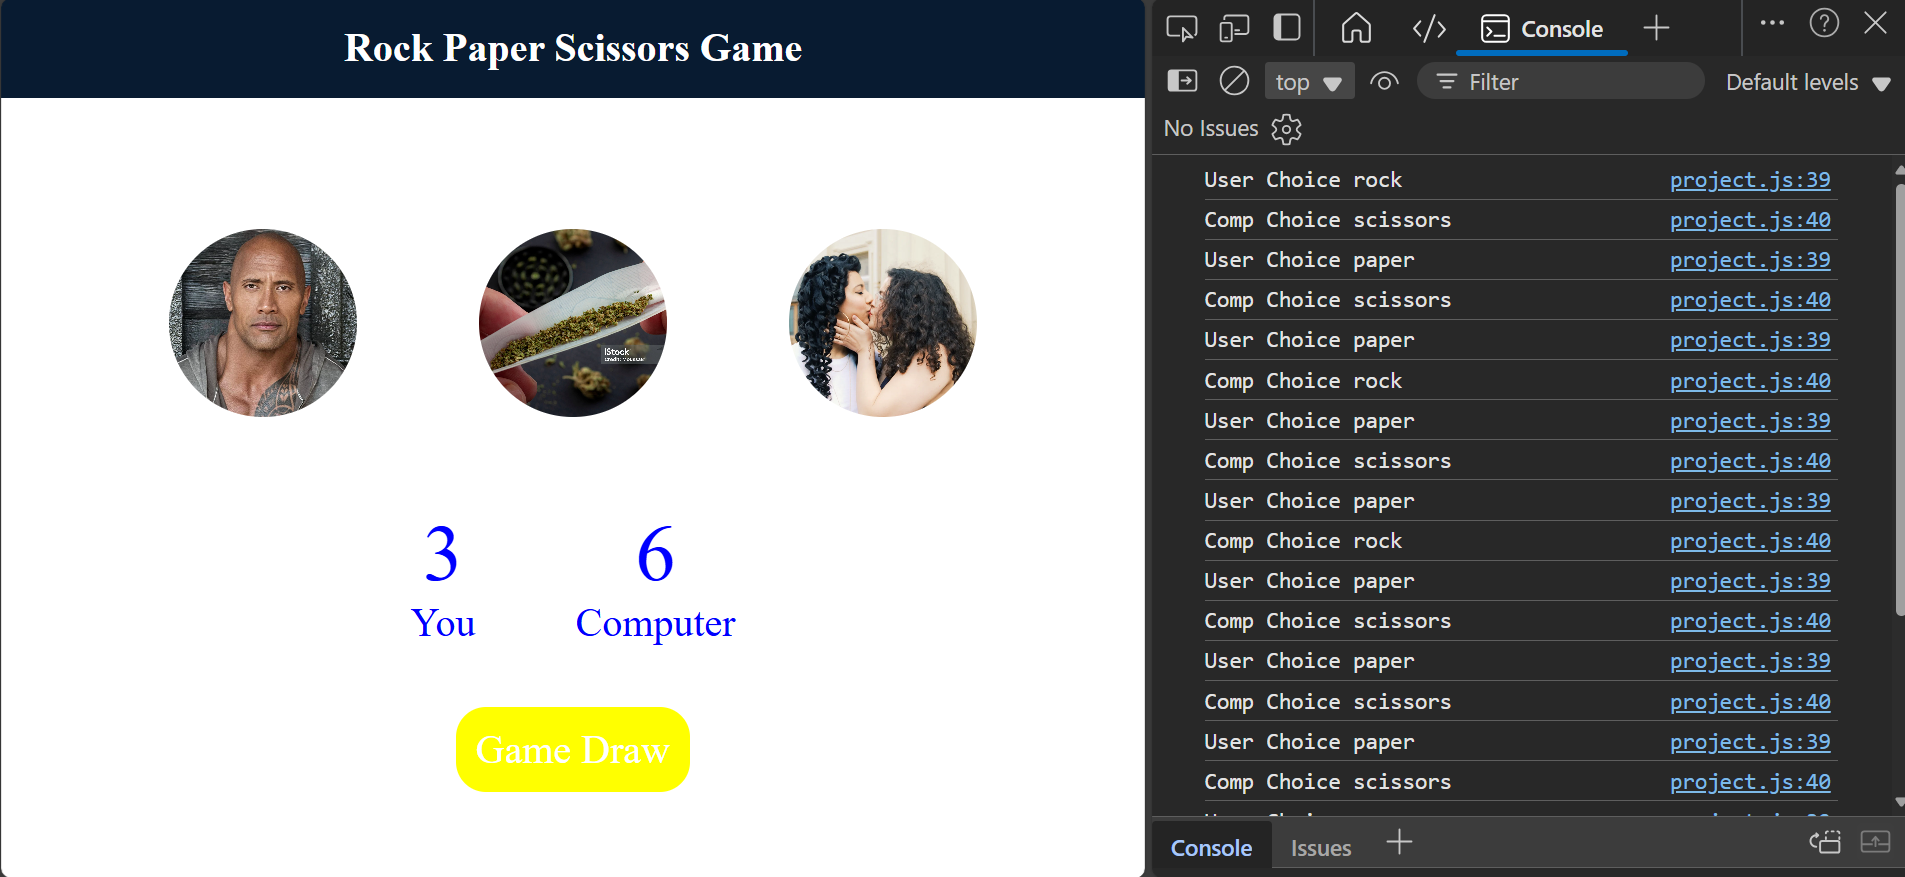 Rock Paper Scissors Game
iStock
3
You
6
Computer
Game Draw
Console
top
Filter
Default levels
No Issues
User Choice rock project.js:39
Comp Choice scissors project.js:40
User Choice paper project.js:39
Comp Choice scissors project.js:40
User Choice paper project.js:39
Comp Choice rock project.js:40
User Choice paper project.js:39
Comp Choice scissors project.js:40
User Choice paper project.js:39
Comp Choice rock project.js:40
User Choice paper project.js:39
Comp Choice scissors project.js:40
User Choice paper project.js:39
Comp Choice scissors project.js:40
User Choice paper project.js:39
Comp Choice scissors project.js:40
Console
Issues